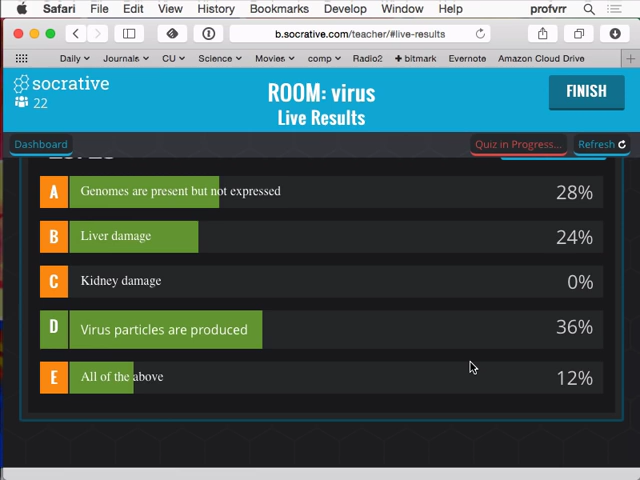 Safari File Edit View History Bookmarks Develop Window Help profvrr
b.socrative.com/teacher/#live-results
Daily Journals CU Science Movies comp Radio2 + bitmark Evernote Amazon Cloud Drive
socrative
22
ROOM: virus
Live Results
FINISH
Dashboard
Quiz in Progress...
Refresh
A Genomes are present but not expressed 28%
B Liver damage 24%
C Kidney damage 0%
D Virus particles are produced 36%
E All of the above 12%